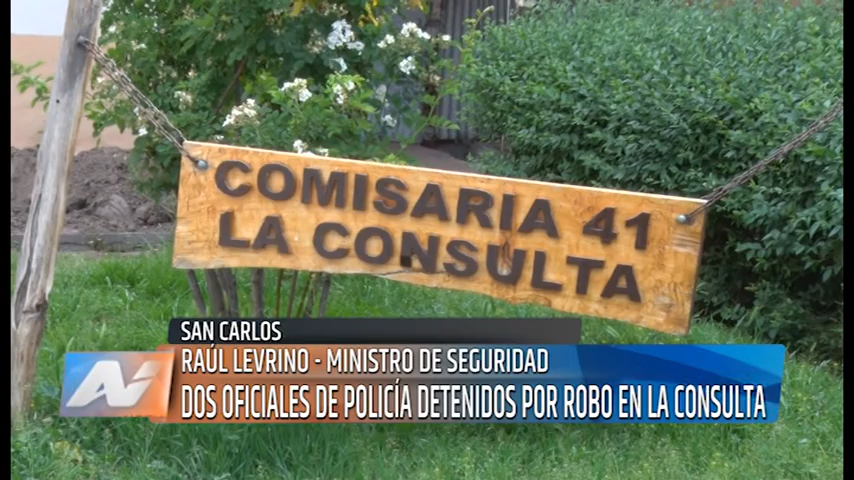 COMISARIA 41
LA CONSULTA
SAN CARLOS
RAÚL LEVRINO - MINISTRO DE SEGURIDAD
DOS OFICIALES DE POLICÍA DETENIDOS POR ROBO EN LA CONSULTA